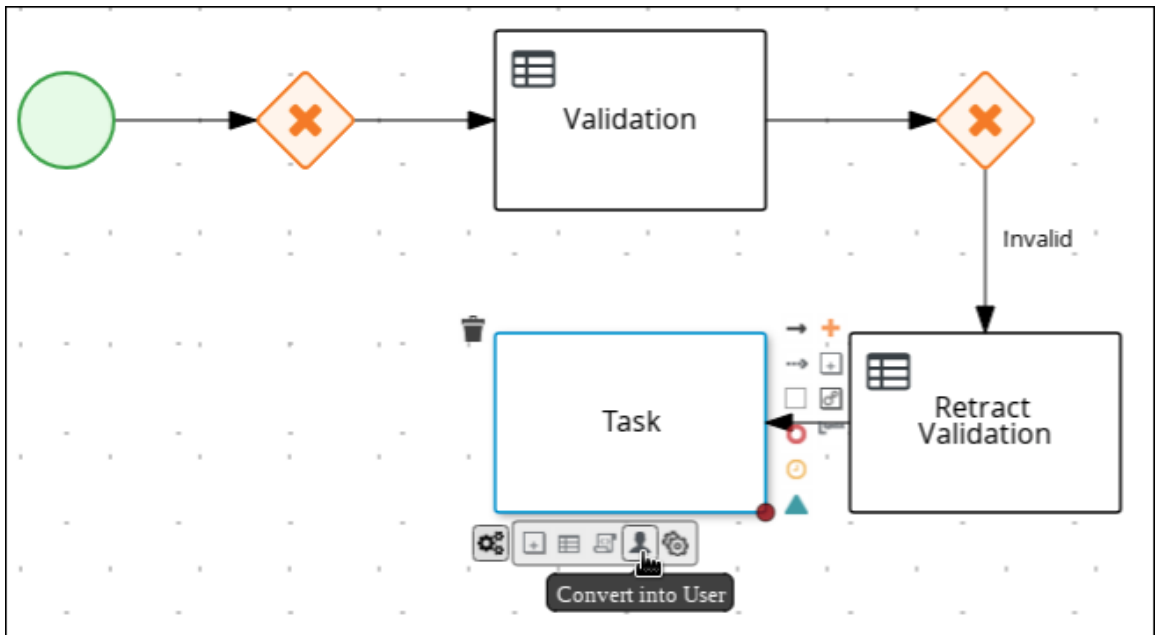 Validation
Invalid
Task
Retract
Validation
Convert into User